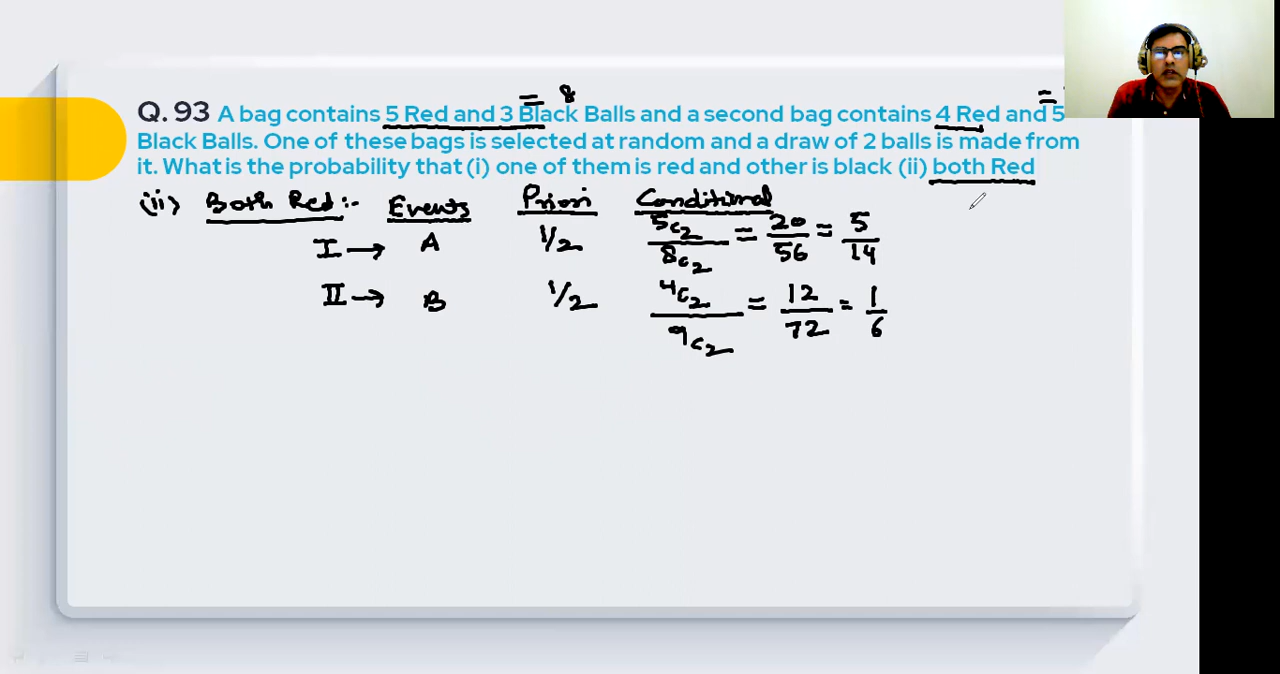 = 8 =
Q. 93 A bag contains 5 Red and 3 Black Balls and a second bag contains 4 Red and 5
Black Balls. One of these bags is selected at random and a draw of 2 balls is made from
it. What is the probability that (i) one of them is red and other is black (ii) both Red
(ii) Both Red :- Events Priori Conditional
I → A 1/2 5c2/8c2 = 20/56 = 5/14
II → B 1/2 4c2/9c2 = 12/72 = 1/6